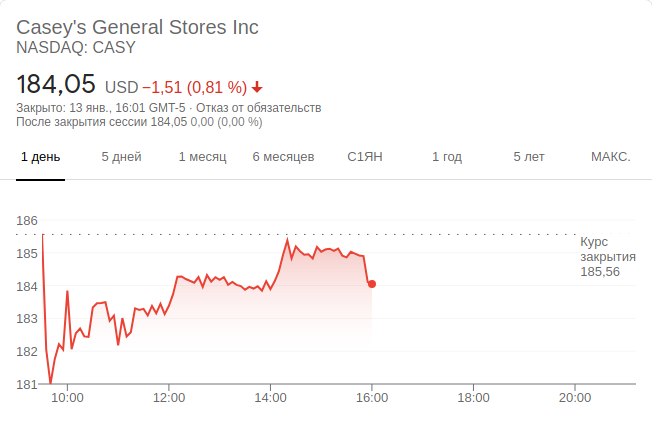 Casey's General Stores Inc
NASDAQ: CASY
184,05 USD −1,51 (0,81 %)
Закрыто: 13 янв., 16:01 GMT-5 · Отказ от обязательств
После закрытия сессии 184,05 0,00 (0,00 %)
1 день 5 дней 1 месяц 6 месяцев С1ЯН 1 год 5 лет МАКС.
186
185
184
183
182
181
Курс
закрытия
185,56
10:00 12:00 14:00 16:00 18:00 20:00